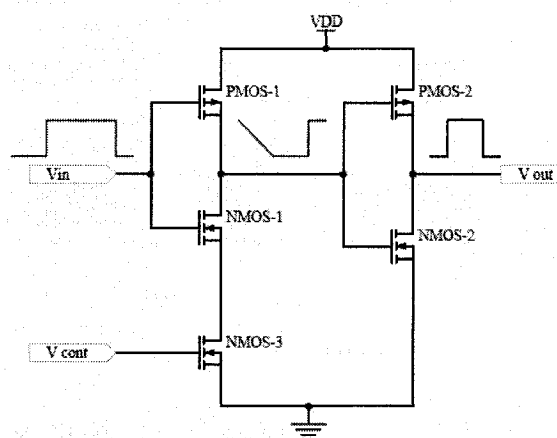 VDD
PMOS-1
PMOS-2
Vin
V out
NMOS-1
NMOS-2
V cont
NMOS-3